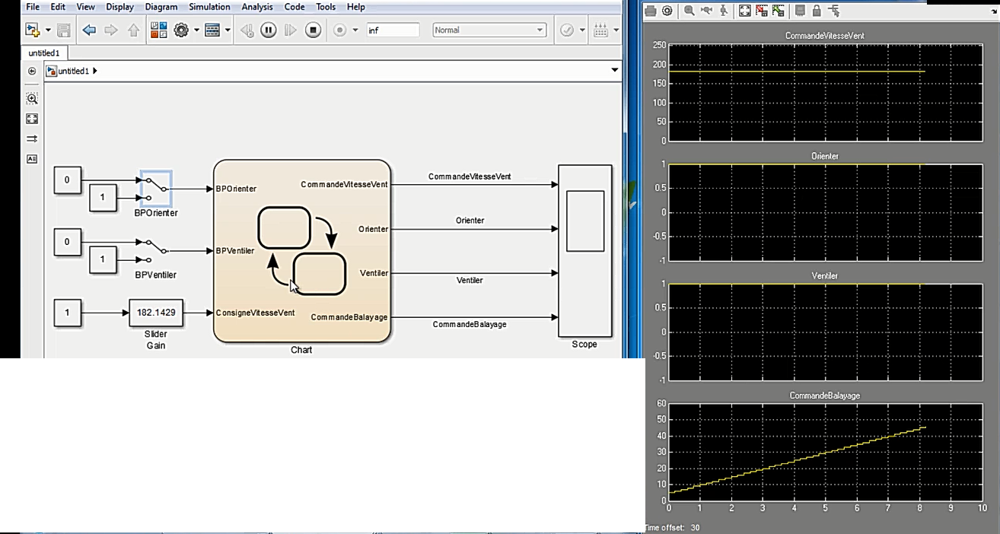 File Edit View Display Diagram Simulation Analysis Code Tools Help
inf Normal
untitled1
untitled1
0
1
BPOrienter
0
1
BPVentiler
1
182.1429
Slider
Gain
BPOrienter
BPVentiler
ConsigneVitesseVent
CommandeVitesseVent
Orienter
Ventiler
CommandeBalayage
Chart
CommandeVitesseVent
Orienter
Ventiler
CommandeBalayage
Scope
CommandeVitesseVent
250
200
150
100
50
0
Orienter
1
0.5
0
-0.5
-1
Ventiler
1
0.5
0
-0.5
-1
CommandeBalayage
60
50
40
30
20
10
0
0 1 2 3 4 5 6 7 8 9 10
Time offset: 30